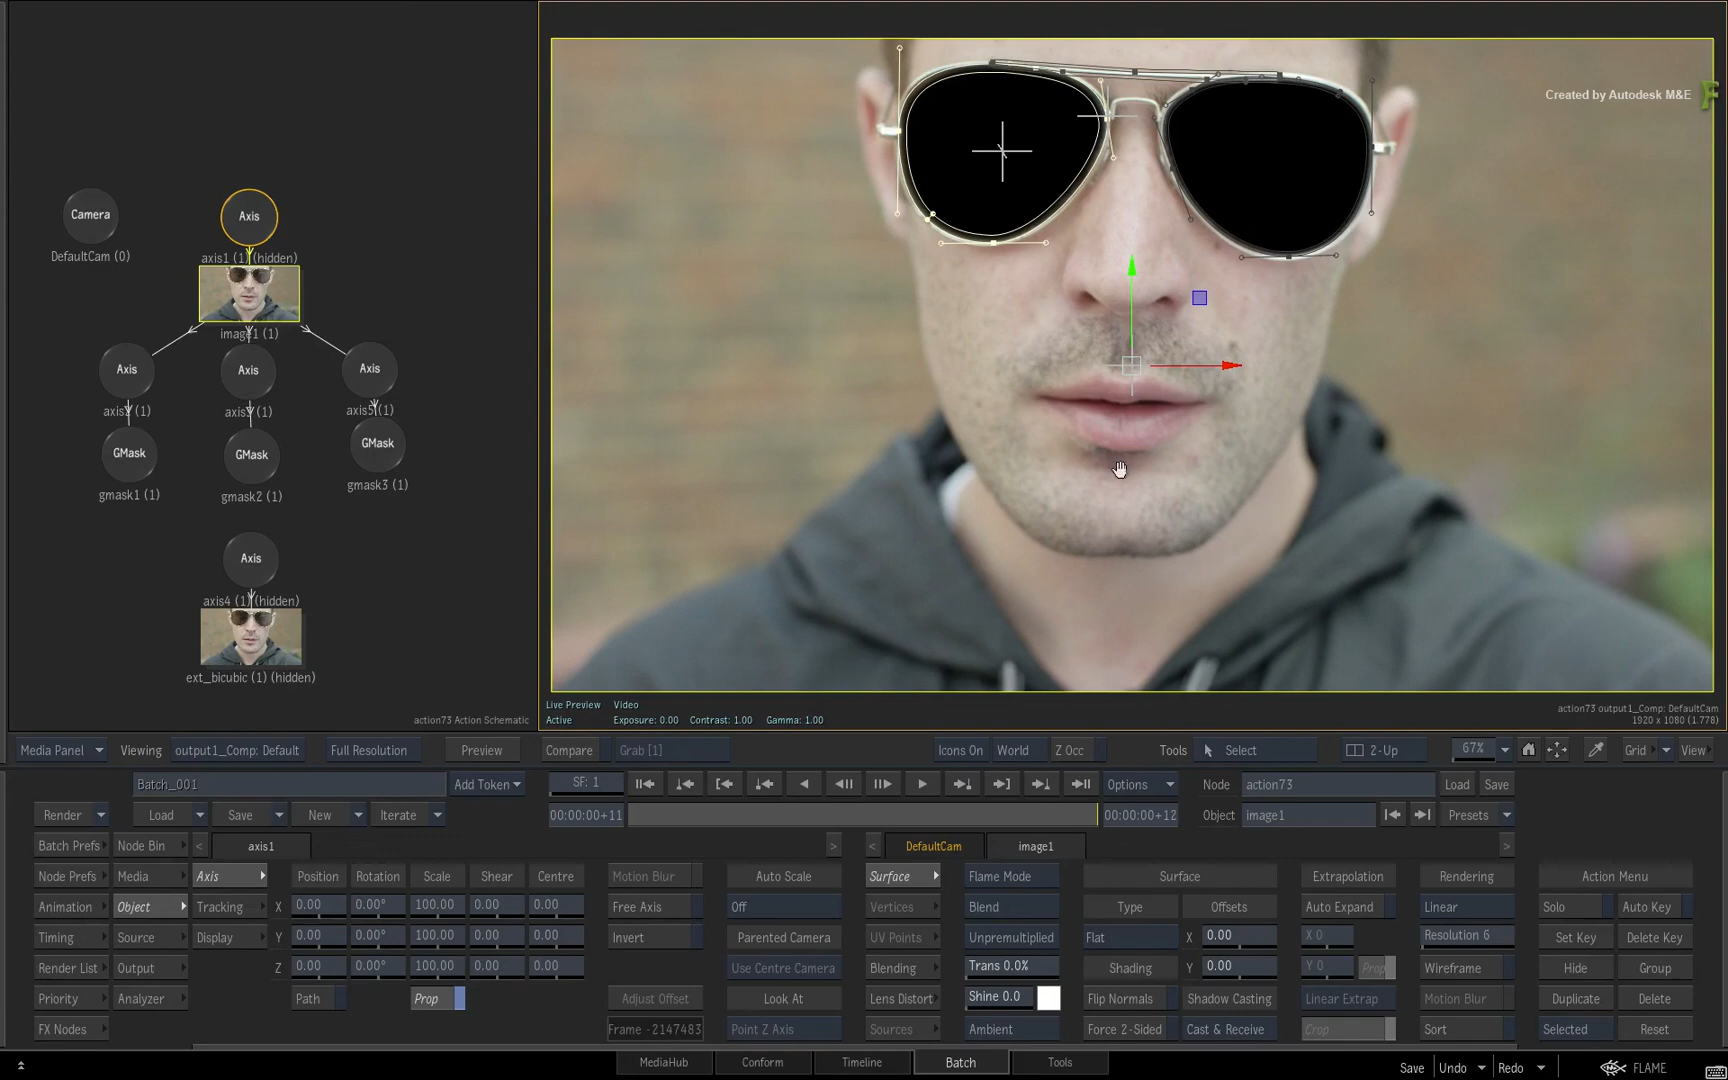 Created by Autodesk M&E
Camera
DefaultCam (0)
Axis
axis1 (1) (hidden)
image1 (1)
Axis
Axis
Axis
(1)
(1)
axis5 (1)
GMask
GMask
GMask
gmask1 (1)
gmask2 (1)
gmask3 (1)
Axis
axis4 (1) (hidden)
ext_bicubic (1) (hidden)
action73 Action Schematic
Live Preview Video
Active Exposure: 0.00 Contrast: 1.00 Gamma: 1.00
action73 output1_Comp: DefaultCam
1920 x 1080 (1.778)
Media Panel Viewing output1_Comp: Default Full Resolution Preview Compare Grab [1] Icons On World Z Occ Tools Select 2-Up 67% Grid View
Batch_001 Add Token SF: 1 Options Node action73 Load Save
Render Load Save New Iterate 00:00:00+11 00:00:00+12 Object image1 Presets
Batch Prefs Node Bin < axis1 > < DefaultCam image1 >
Node Prefs Media Axis Position Rotation Scale Shear Centre Motion Blur Auto Scale Surface Flame Mode Surface Extrapolation Rendering Action Menu
Animation Object Tracking X 0.00 0.00° 100.00 0.00 0.00 Free Axis Off Vertices Blend Type Offsets Auto Expand Linear Solo Auto Key
Timing Source Display Y 0.00 0.00° 100.00 0.00 0.00 Invert Parented Camera UV Points Unpremultiplied Flat X 0.00 X 0 Resolution 6 Set Key Delete Key
Render List Output Z 0.00 0.00° 100.00 0.00 0.00 Use Centre Camera Blending Trans 0.0% Shading Y 0.00 Y 0 Prop Wireframe Hide Group
Priority Analyzer Path Prop Adjust Offset Look At Lens Distort Shine 0.0 Flip Normals Shadow Casting Linear Extrap Motion Blur Duplicate Delete
FX Nodes Frame -2147483 Point Z Axis Sources Ambient Force 2-Sided Cast & Receive Crop Sort Selected Reset
MediaHub Conform Timeline Batch Tools
Save Undo Redo FLAME